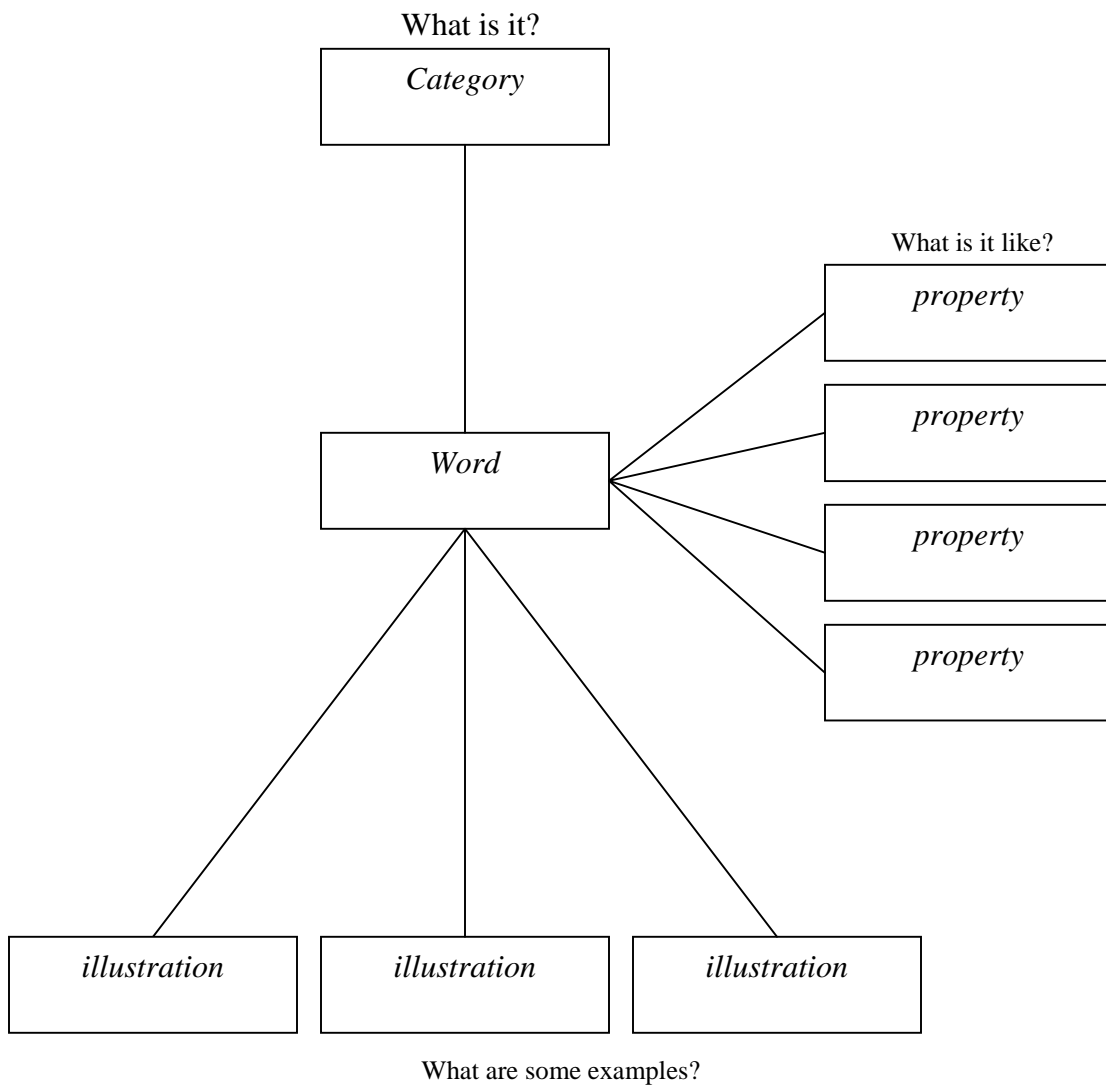 What is it?
Category
What is it like?
property
property
Word
property
property
illustration illustration illustration
What are some examples?